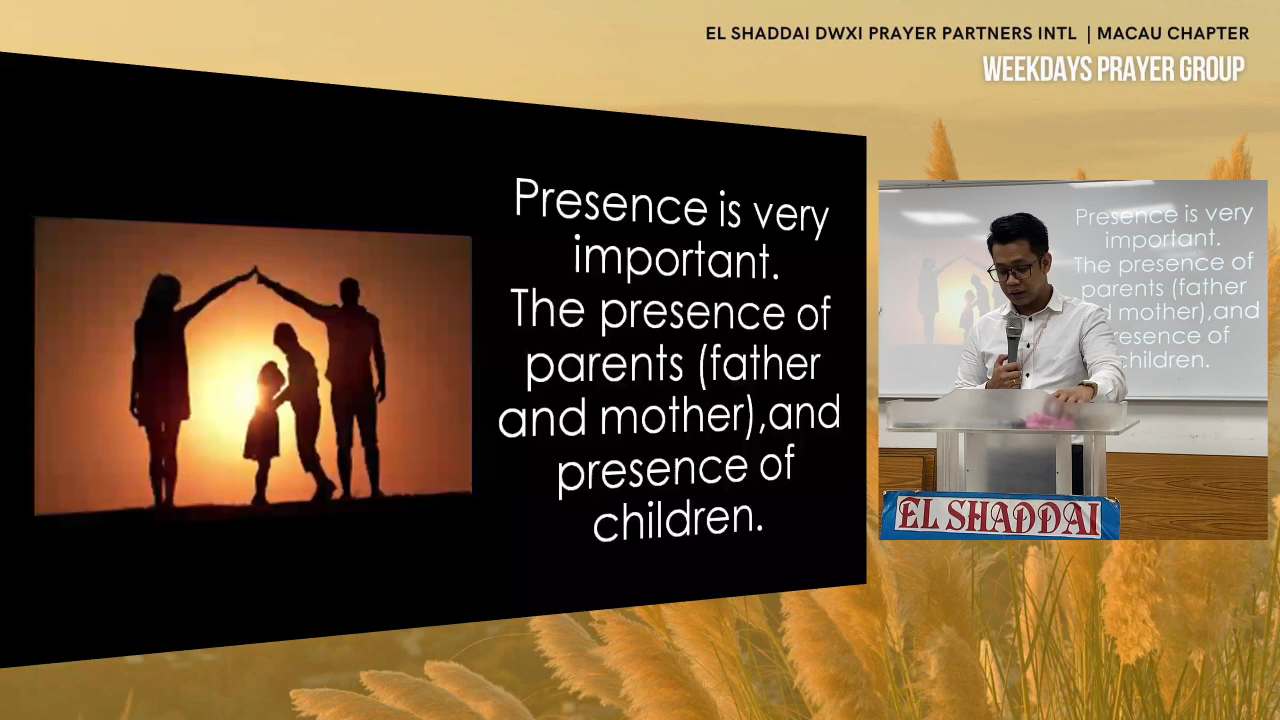 EL SHADDAI DWXI PRAYER PARTNERS INTL | MACAU CHAPTER
WEEKDAYS PRAYER GROUP
Presence is very
important.
The presence of
parents (father
and mother),and
presence of
children.
Presence is very
important.
The presence of
parents (father
d mother),and
resence of
children.
EL SHADDAI